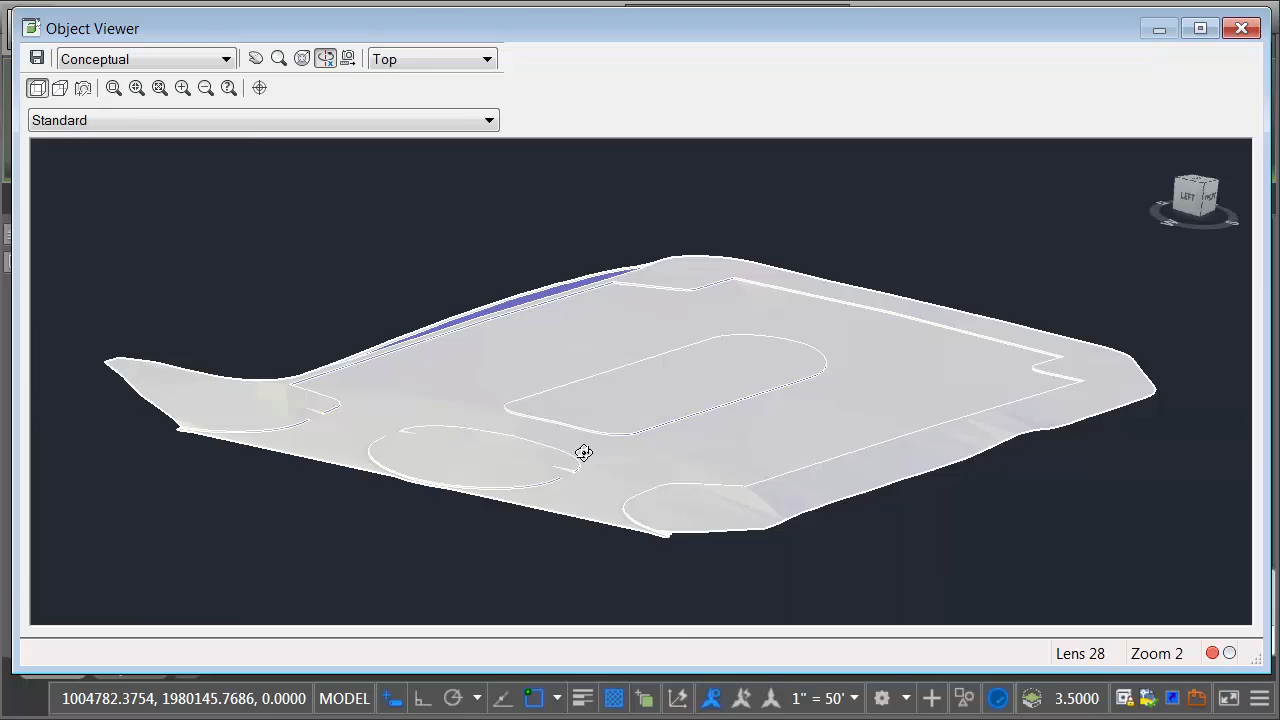 Object Viewer
Conceptual
Top
Standard
LEFT
Lens 28
Zoom 2
1004782.3754, 1980145.7686, 0.0000
MODEL
1" = 50'
3.5000